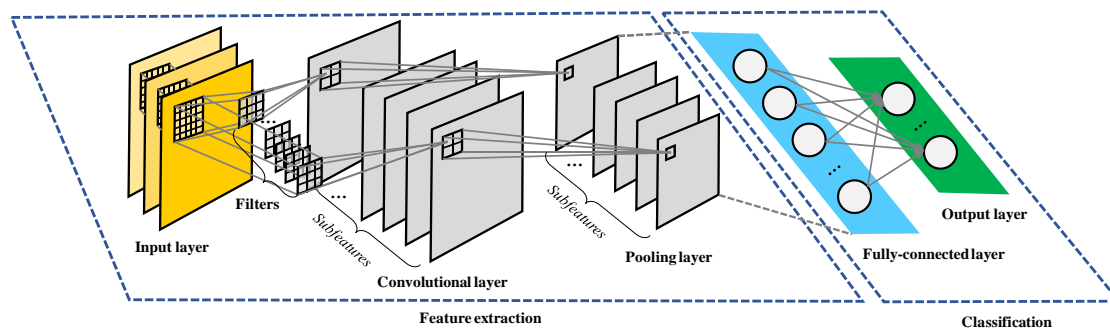 Filters
Input layer
Subfeatures
Convolutional layer
Subfeatures
Pooling layer
Feature extraction
Output layer
Fully-connected layer
Classification
...
...
...
...
...